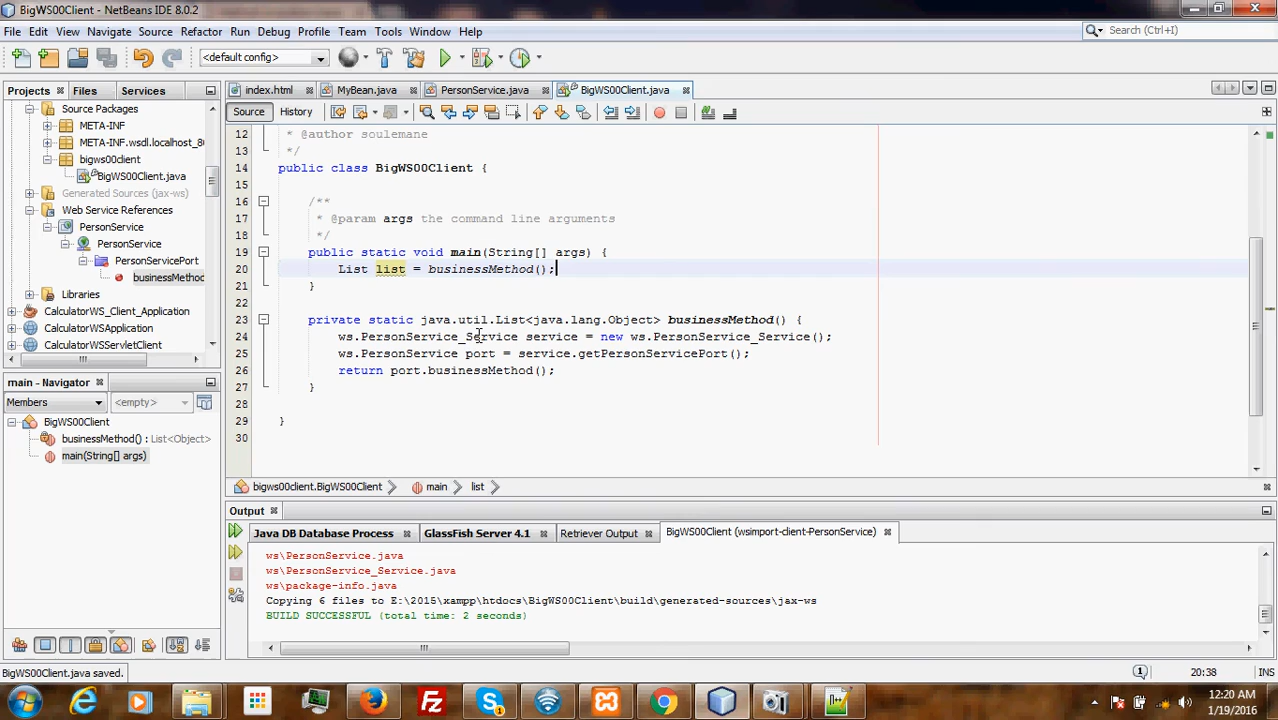 BigWS00Client - NetBeans IDE 8.0.2
File Edit View Navigate Source Refactor Run Debug Profile Team Tools Window Help
Search (Ctrl+I)
<default config>
Projects Files Services
index.html MyBean.java PersonService.java BigWS00Client.java
Source History
Source Packages
META-INF
META-INF.wsdl.localhost_8
bigws00client
BigWS00Client.java
Generated Sources (jax-ws)
Web Service References
PersonService
PersonService
PersonServicePort
businessMethod
Libraries
CalculatorWS_Client_Application
CalculatorWSApplication
CalculatorWSServletClient
12 * @author soulemane
13 */
14 public class BigWS00Client {
15
16 /**
17 * @param args the command line arguments
18 */
19 public static void main(String[] args) {
20 List list = businessMethod();
21 }
22
23 private static java.util.List<java.lang.Object> businessMethod() {
24 ws.PersonService_Service service = new ws.PersonService_Service();
25 ws.PersonService port = service.getPersonServicePort();
26 return port.businessMethod();
27 }
28
29 }
30
main - Navigator
Members <empty>
BigWS00Client
businessMethod() : List<Object>
main(String[] args)
bigws00client.BigWS00Client main list
Output
Java DB Database Process GlassFish Server 4.1 Retriever Output BigWS00Client (wsimport-client-PersonService)
ws\PersonService.java
ws\PersonService_Service.java
ws\package-info.java
Copying 6 files to E:\2015\xampp\htdocs\BigWS00Client\build\generated-sources\jax-ws
BUILD SUCCESSFUL (total time: 2 seconds)
BigWS00Client.java saved.
1
20:38
INS
12:20 AM
1/19/2016